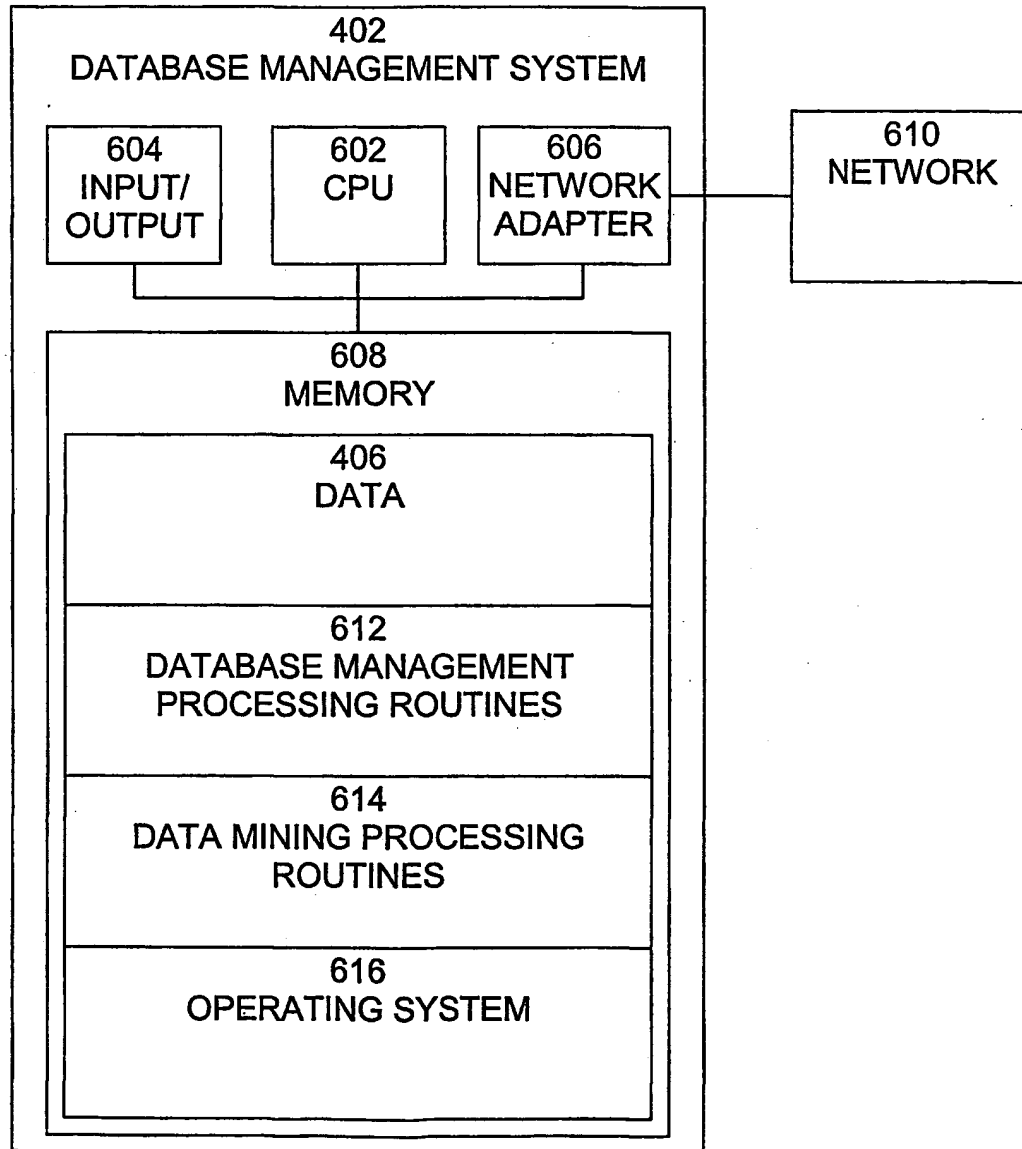 402
DATABASE MANAGEMENT SYSTEM
604
INPUT/
OUTPUT
602
CPU
606
NETWORK
ADAPTER
610
NETWORK
608
MEMORY
406
DATA
612
DATABASE MANAGEMENT
PROCESSING ROUTINES
614
DATA MINING PROCESSING
ROUTINES
616
OPERATING SYSTEM